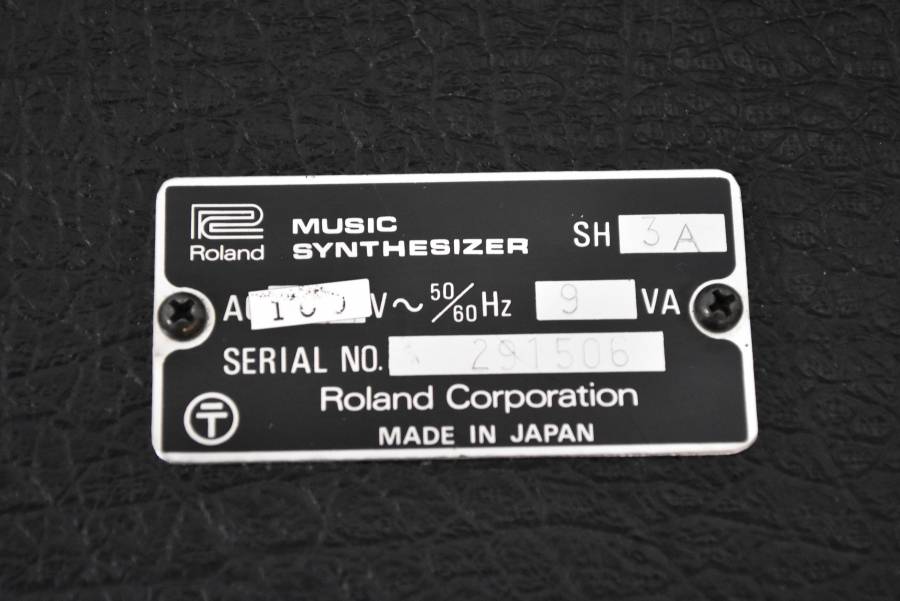 Roland
MUSIC
SYNTHESIZER
SH 3A
AC 100 V~ 50/60 Hz 9 VA
SERIAL NO. 291506
Roland Corporation
MADE IN JAPAN